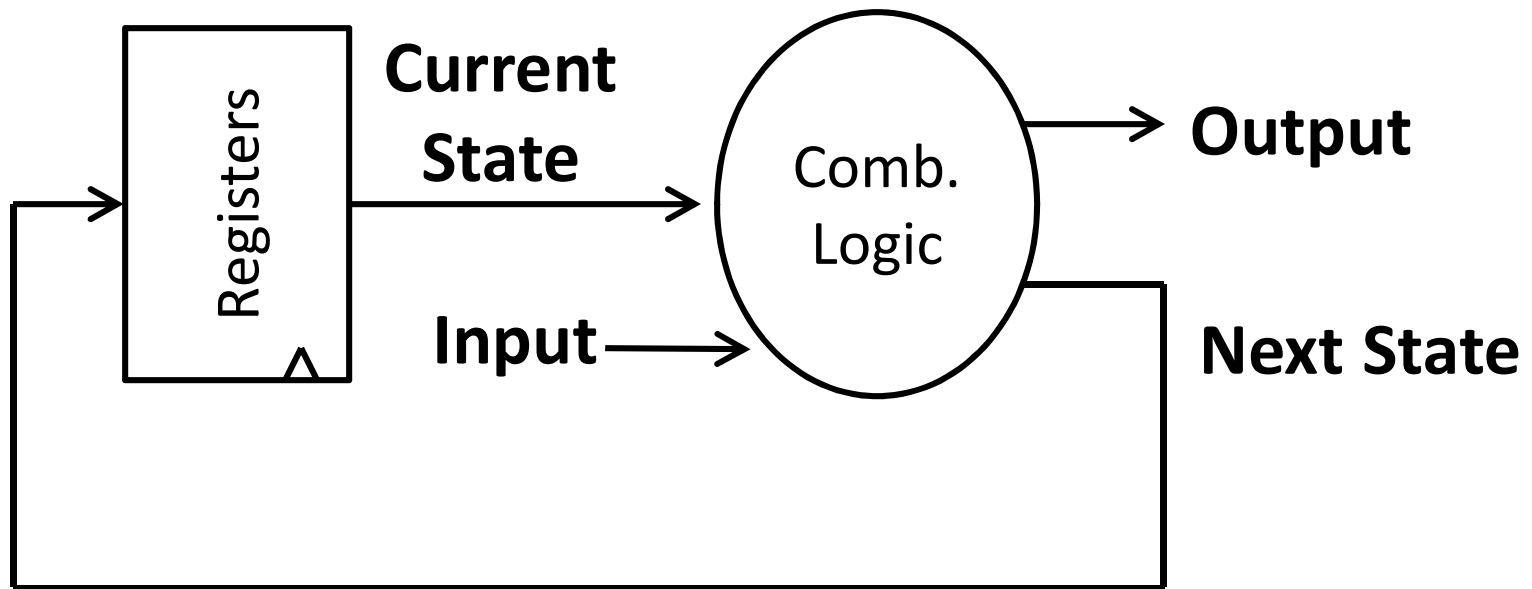 Registers
Current
State
Comb.
Logic
Input
Output
Next State